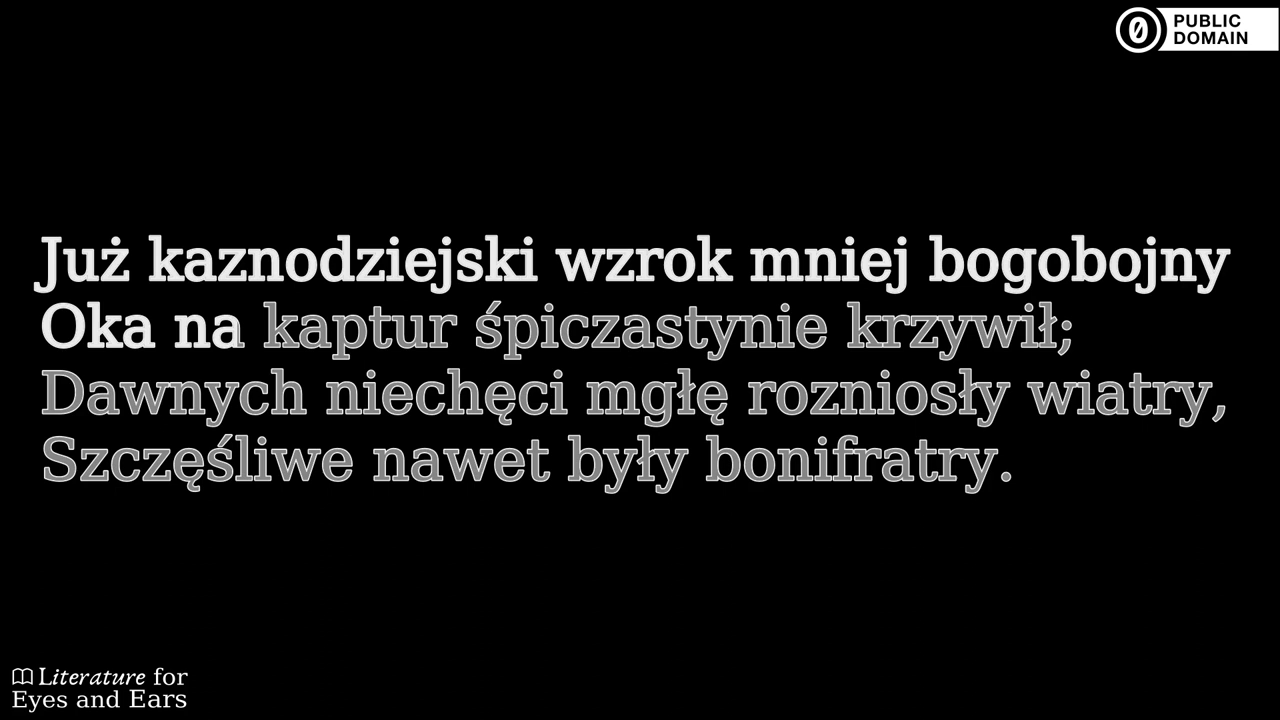 PUBLIC
DOMAIN
Już kaznodziejski wzrok mniej bogobojny
Oka na kaptur śpiczastynie krzywił;
Dawnych niechęci mgłę rozniosły wiatry,
Szczęśliwe nawet były bonifratry.
Literature for
Eyes and Ears